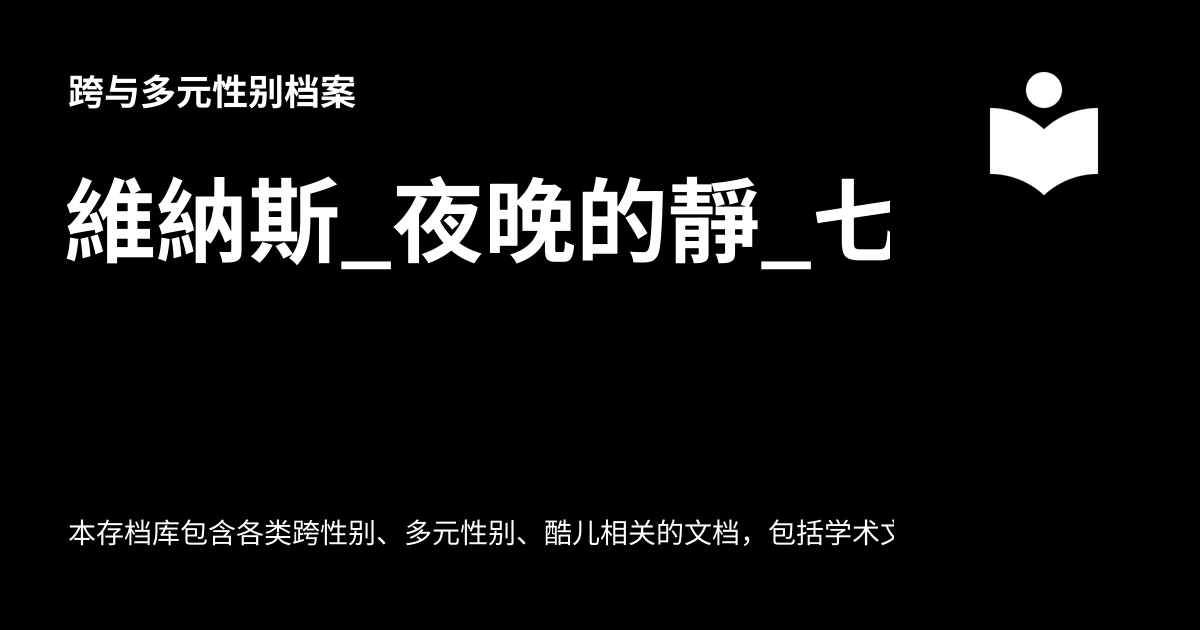 跨与多元性别档案
維納斯_夜晚的靜_七
本存档库包含各类跨性别、多元性别、酷儿相关的文档，包括学术